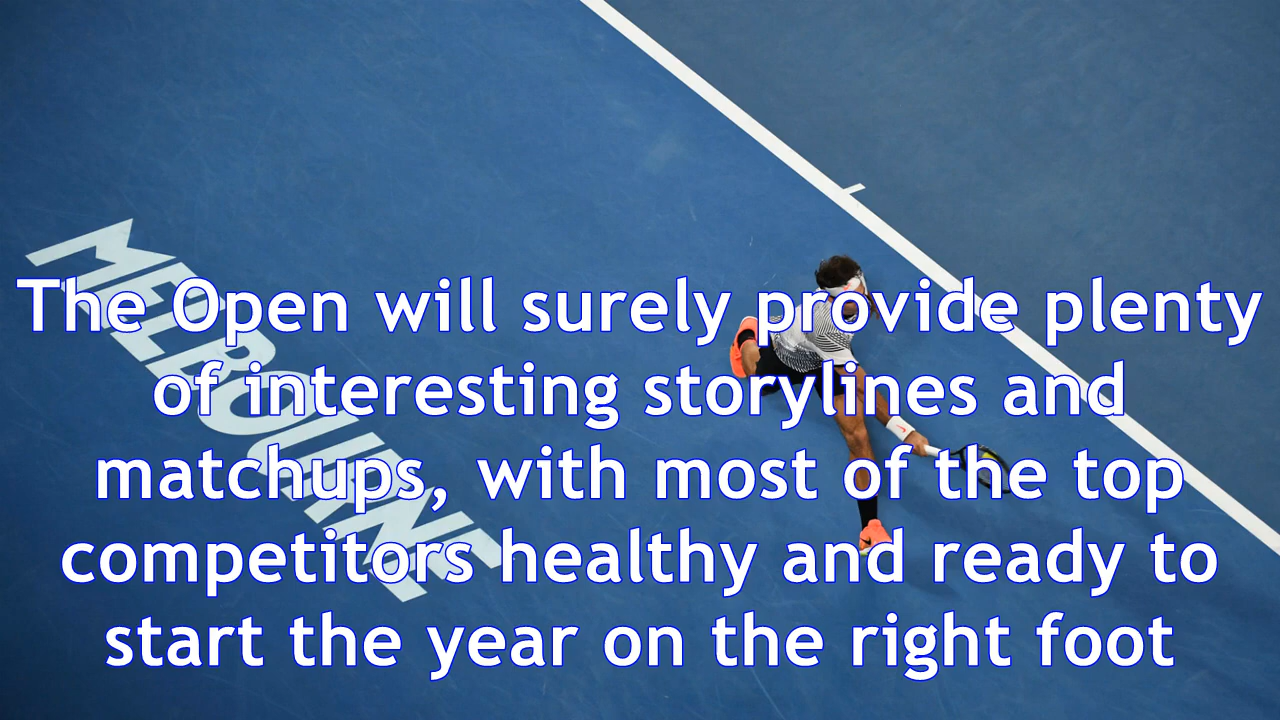 MELBOURNE
The Open will surely provide plenty
of interesting storylines and
matchups, with most of the top
competitors healthy and ready to
start the year on the right foot